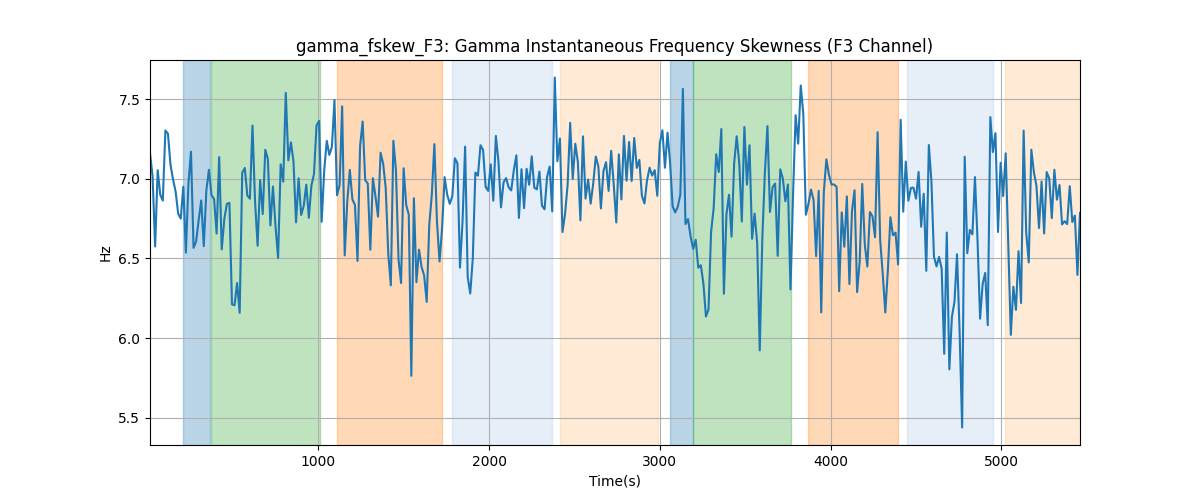 gamma_fskew_F3: Gamma Instantaneous Frequency Skewness (F3 Channel)
7.5
7.0
6.5
6.0
5.5
Hz
1000 2000 3000 4000 5000
Time(s)